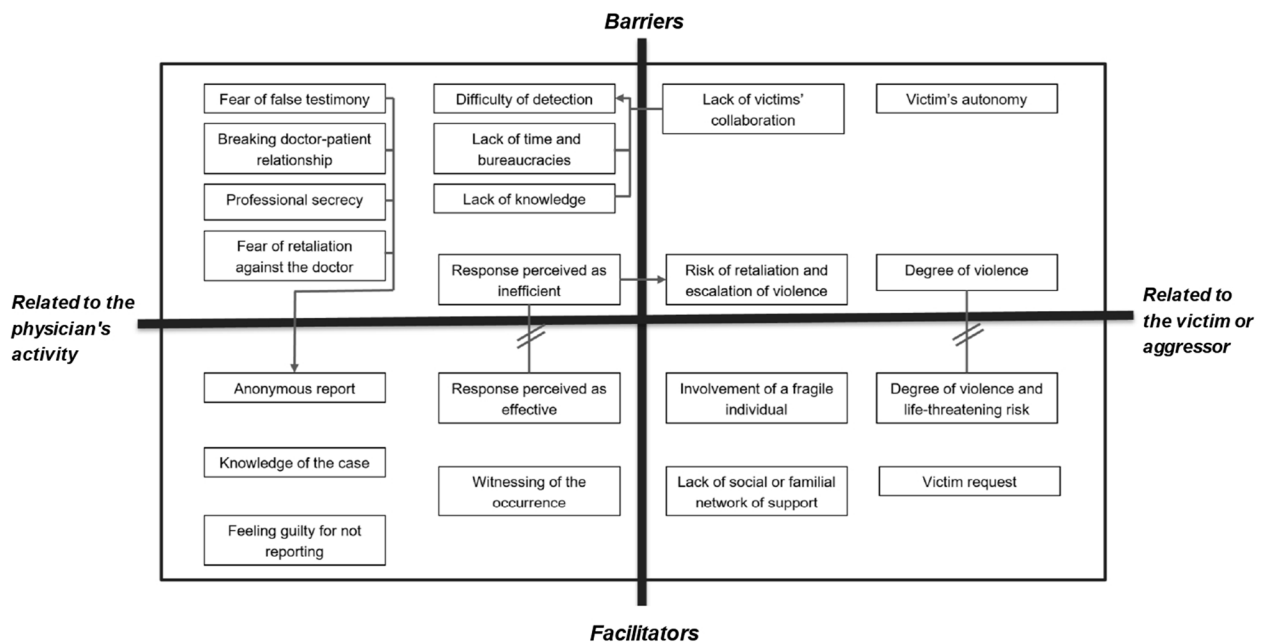 Barriers
Fear of false testimony
Breaking doctor-patient
relationship
Professional secrecy
Fear of retaliation
against the doctor
Difficulty of detection
Lack of time and
bureaucracies
Lack of knowledge
Response perceived as
inefficient
Lack of victims'
collaboration
Victim's autonomy
Risk of retaliation and
escalation of violence
Degree of violence
Related to the
physician's
activity
Related to
the victim or
aggressor
Anonymous report
Knowledge of the case
Feeling guilty for not
reporting
Response perceived as
effective
Witnessing of the
occurrence
Involvement of a fragile
individual
Lack of social or familial
network of support
Degree of violence and
life-threatening risk
Victim request
Facilitators